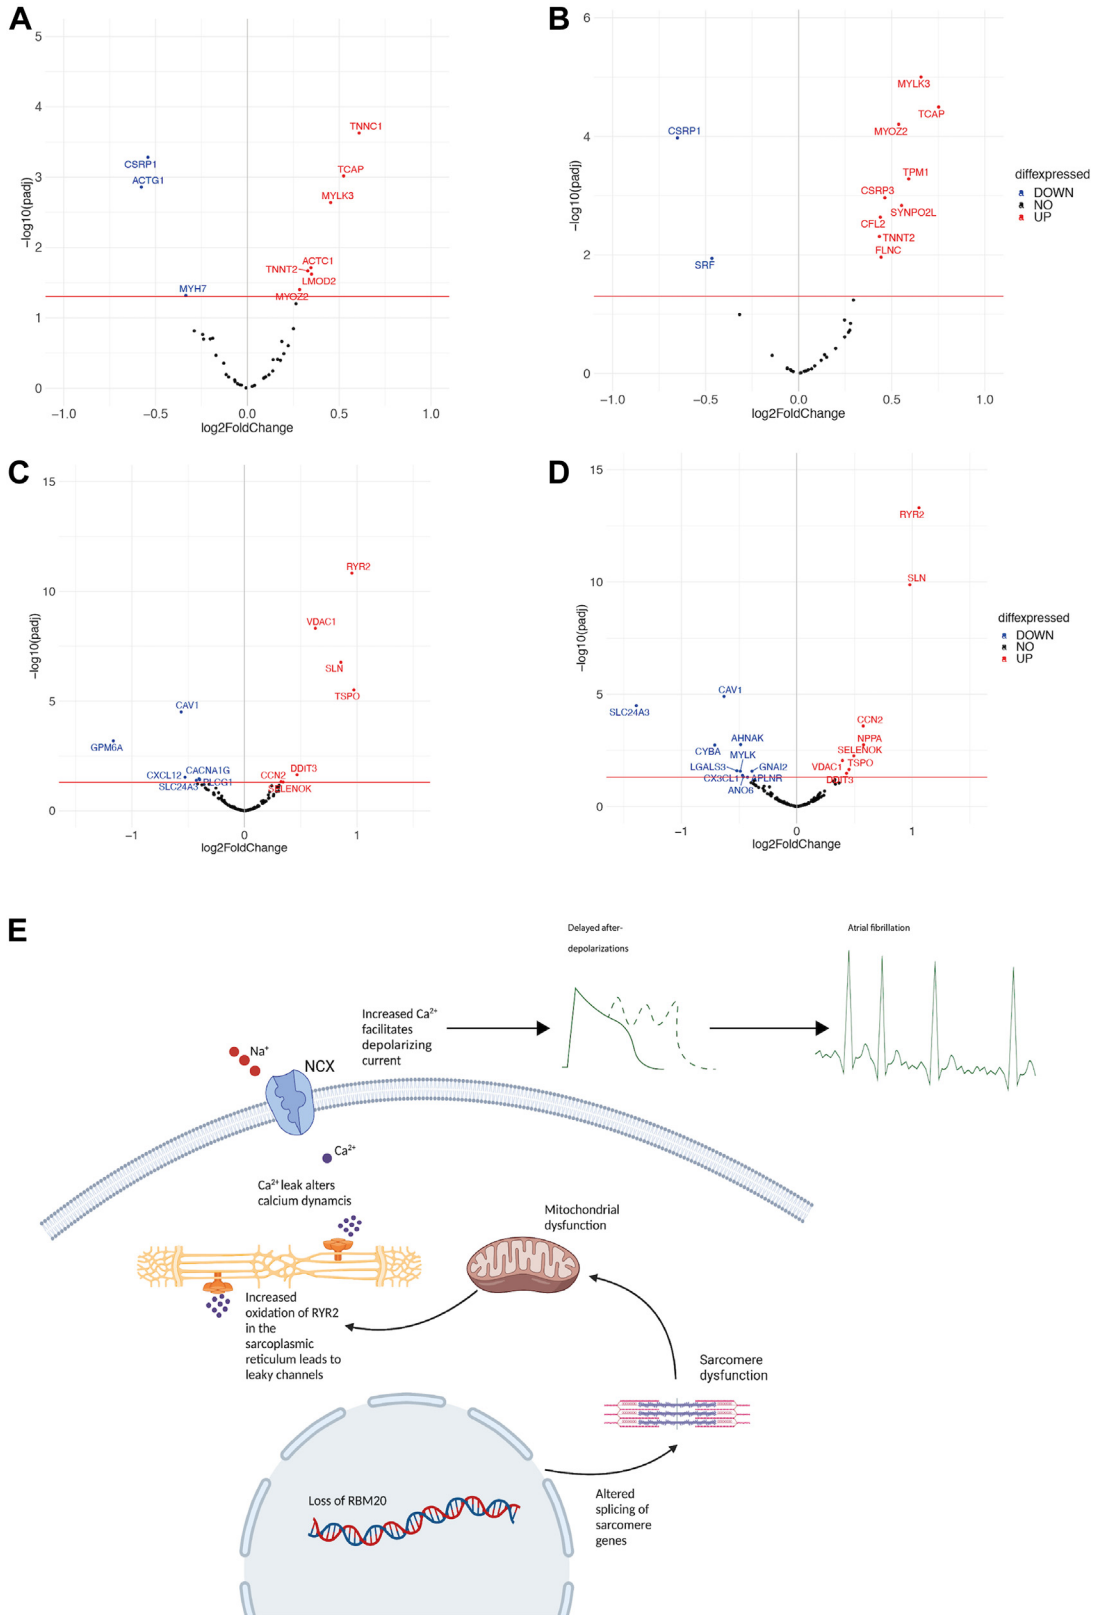 A
5
4
3
2
1
0
−log10(padj)
TNNC1
CSRP1
TCAP
ACTG1
MYLK3
ACTC1
TNNT2
LMOD2
MYH7
MYOZ2
−1.0
−0.5
0.0
0.5
1.0
log2FoldChange
B
6
4
2
0
−log10(padj)
MYLK3
TCAP
CSRP1
MYOZ2
TPM1
CSRP3
SYNPO2L
CFL2
TNNT2
FLNC
SRF
−1.0
−0.5
0.0
0.5
1.0
log2FoldChange
diffexpressed
DOWN
NO
UP
C
15
10
5
0
−log10(padj)
RYR2
VDAC1
SLN
TSPO
CAV1
GPM6A
CACNA1G
CXCL12
DDIT3
CCN2
PLCG1
SLC24A3
SELENOK
−1
0
1
log2FoldChange
D
15
10
5
0
−log10(padj)
RYR2
SLN
CAV1
SLC24A3
CCN2
AHNAK
NPPA
CYBA
MYLK
SELENOK
LGALS3
GNAI2
VDAC1
TSPO
CX3CL1
APLNR
DDIT3
ANO6
−1
0
1
log2FoldChange
diffexpressed
DOWN
NO
UP
E
Delayed after-
depolarizations
Atrial fibrillation
Increased Ca²⁺
facilitates
depolarizing
current
Na⁺
NCX
Ca²⁺
Ca²⁺ leak alters
calcium dynamcis
Mitochondrial
dysfunction
Increased
oxidation of RYR2
in the
sarcoplasmic
reticulum leads to
leaky channels
Sarcomere
dysfunction
Loss of RBM20
Altered
splicing of
sarcomere
genes